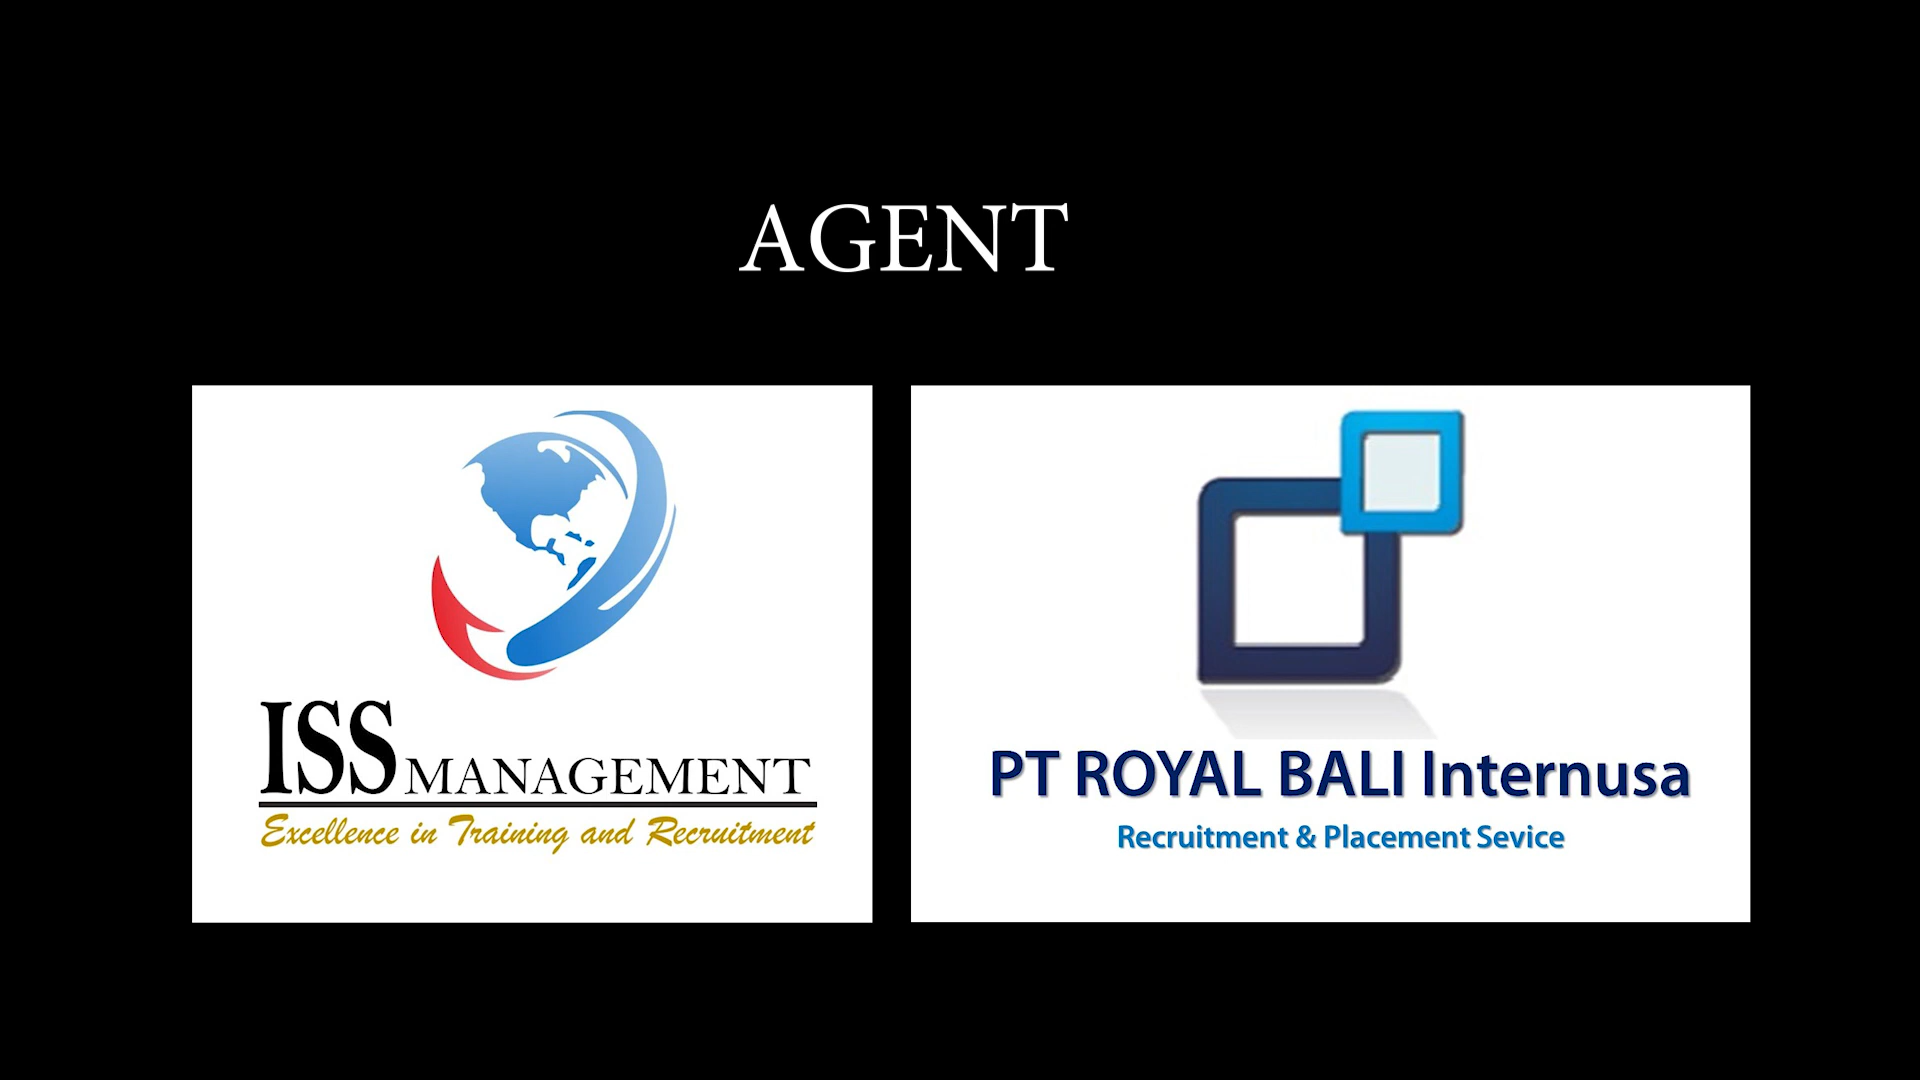 AGENT
ISS MANAGEMENT
Excellence in Training and Recruitment
PT ROYAL BALI Internusa
Recruitment & Placement Sevice